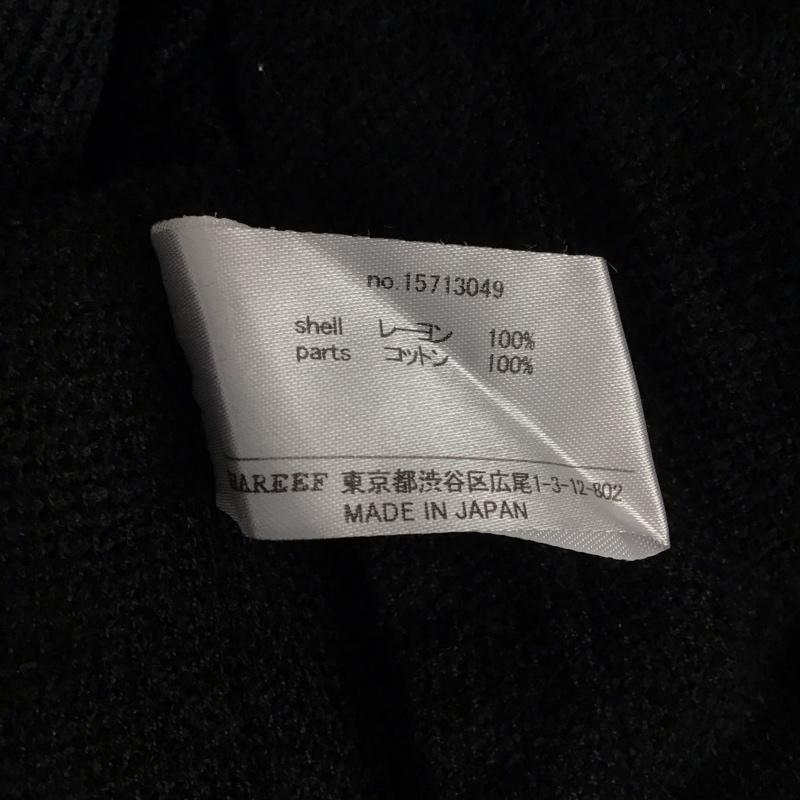 no.15713049
shell レーヨン 100%
parts コットン 100%
SHAREEF 東京都渋谷区広尾1-3-12-802
MADE IN JAPAN